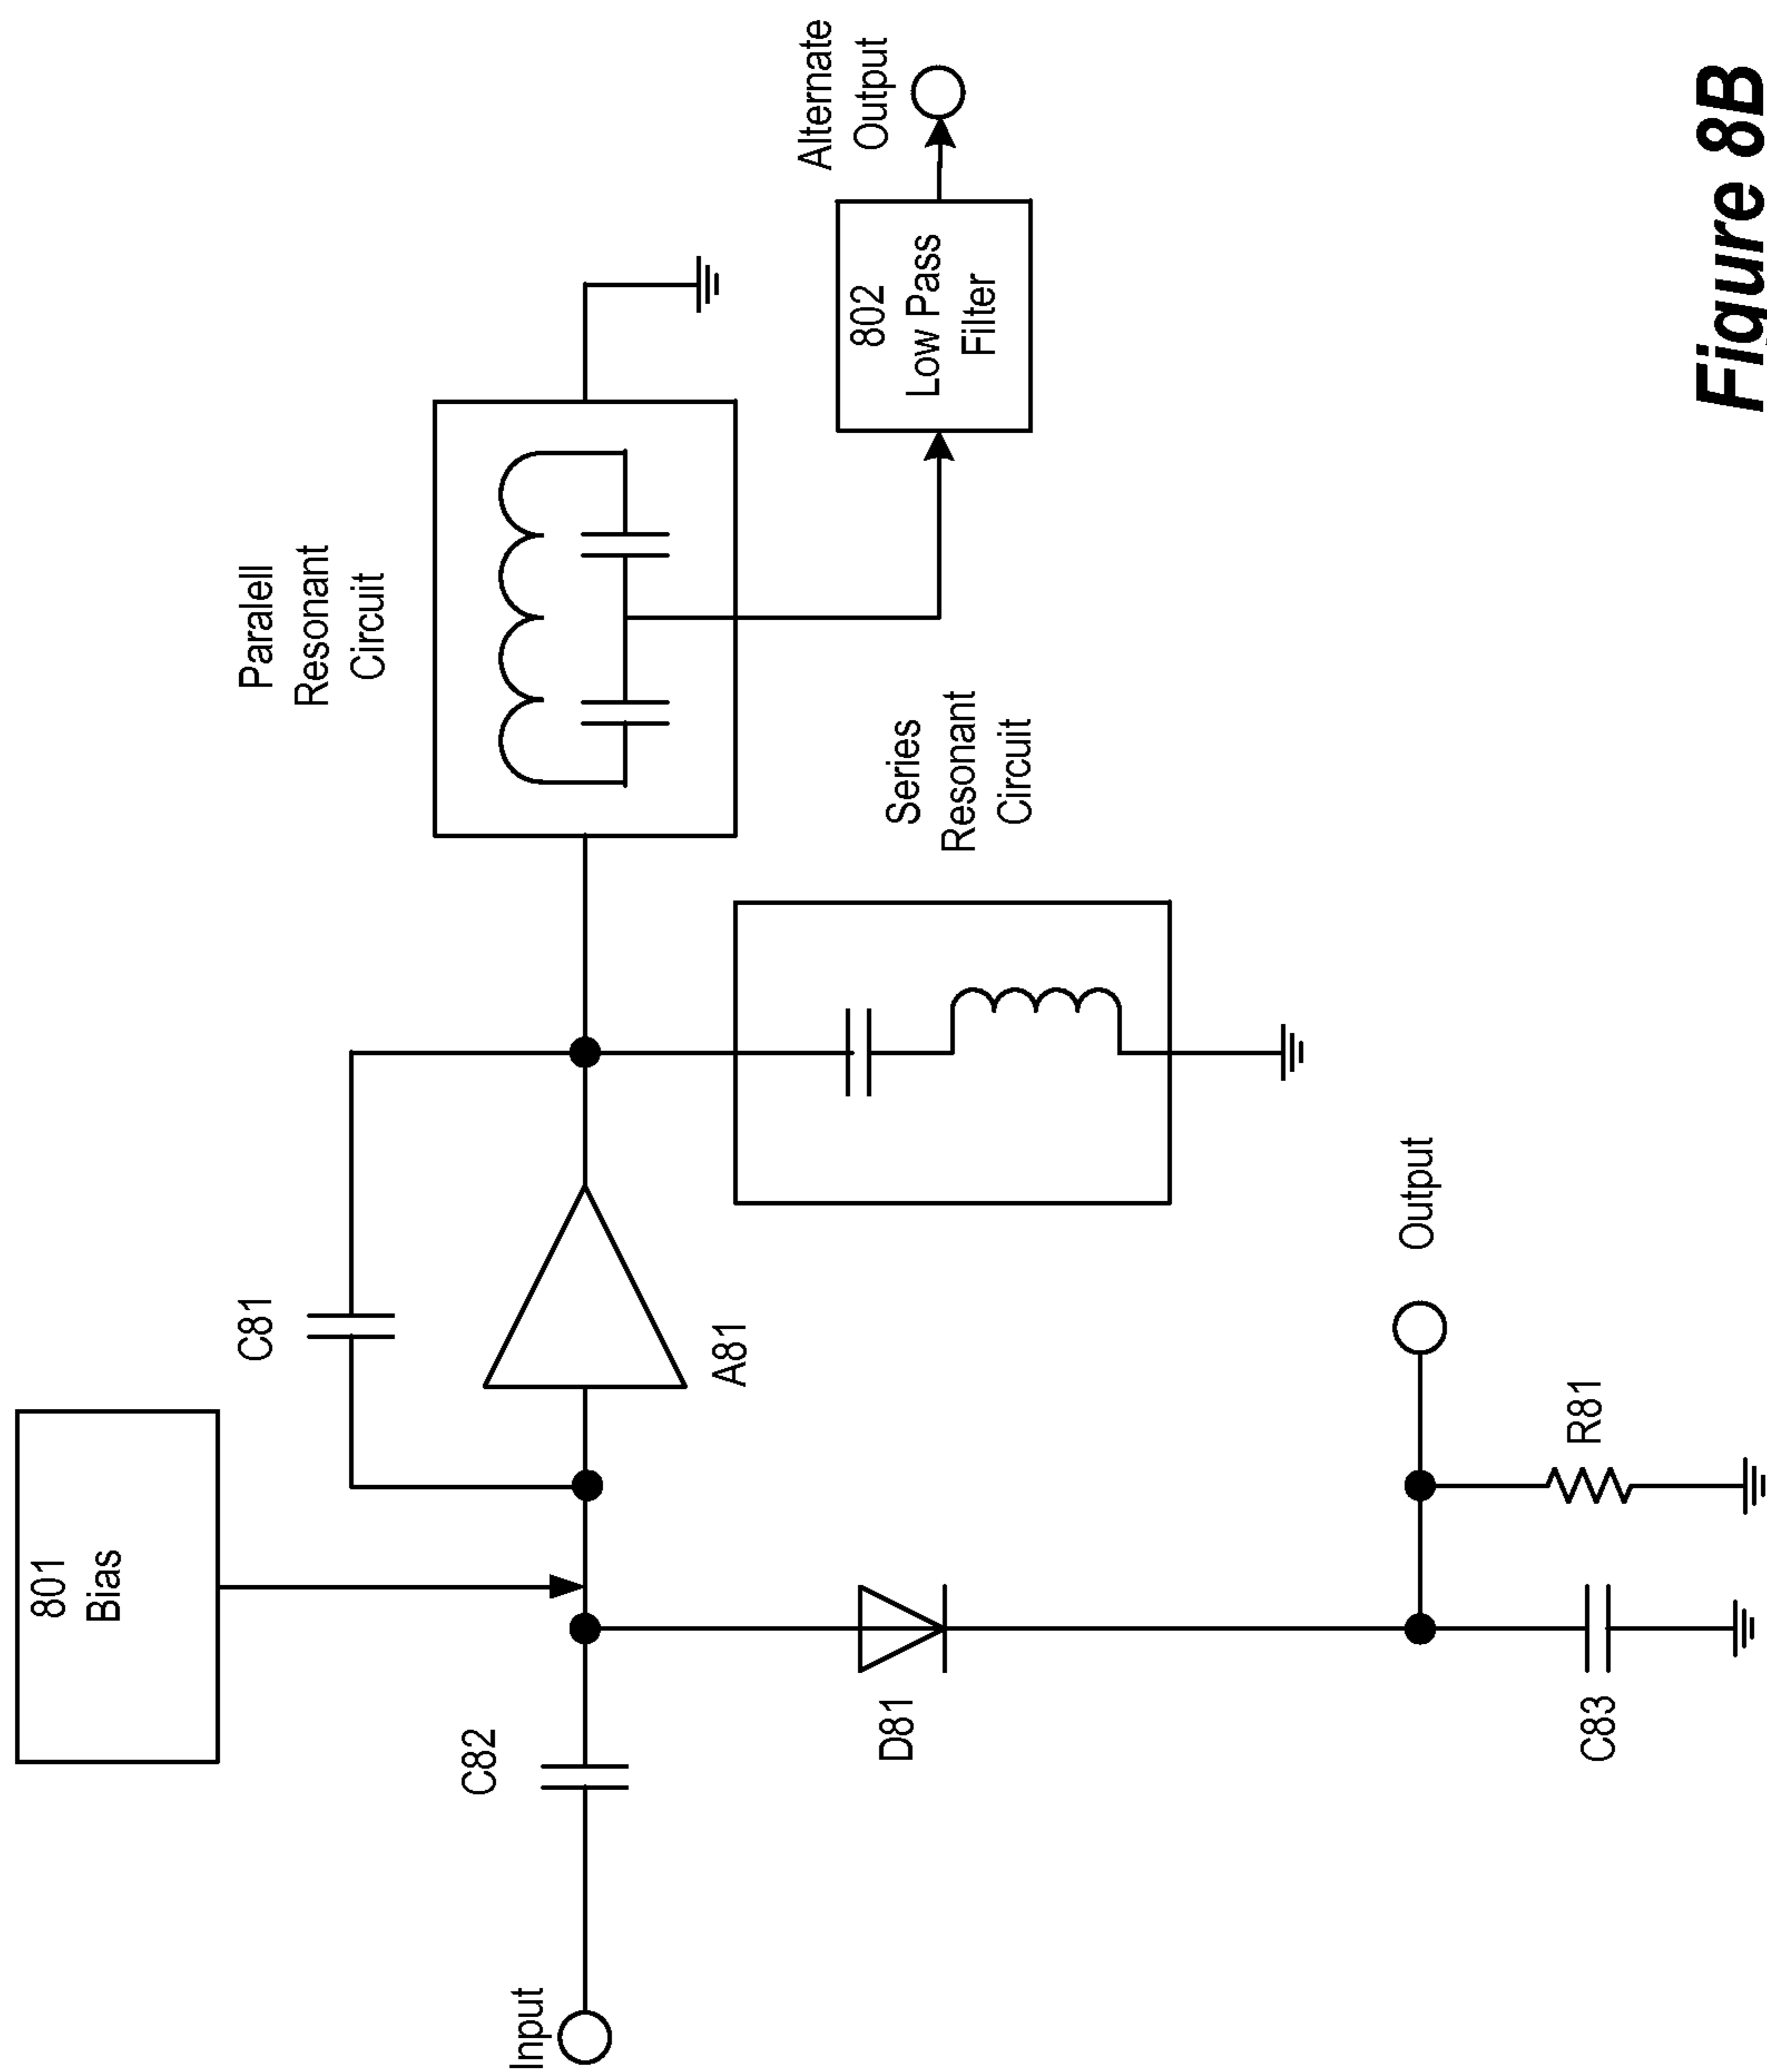 801
Bias
C81
Paralell
Resonant
Circuit
C82
Input
A81
Alternate
Output
802
Low Pass
Filter
Series
Resonant
Circuit
D81
Output
R81
C83
Figure 8B